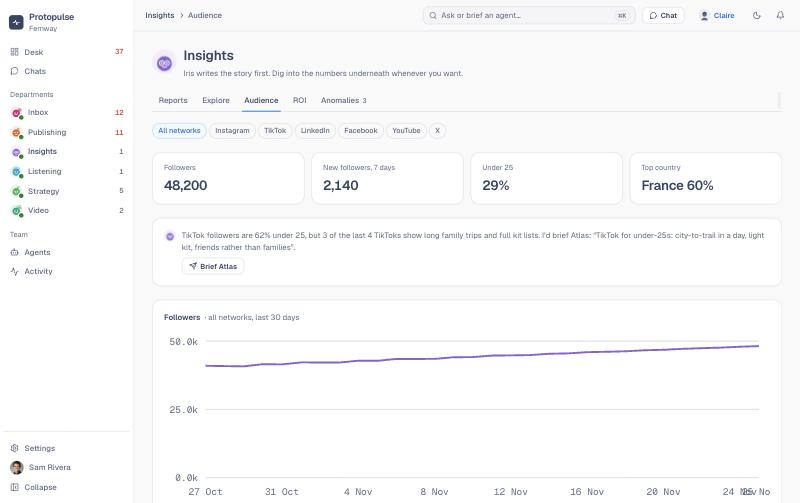 Protopulse
Fernway
Desk 37
Chats
Departments
Inbox 12
Publishing 11
Insights 1
Listening 1
Strategy 5
Video 2
Team
Agents
Activity
Settings
Sam Rivera
Collapse
Insights > Audience
Ask or brief an agent… ⌘K
Chat
Claire
Insights
Iris writes the story first. Dig into the numbers underneath whenever you want.
Reports Explore Audience ROI Anomalies 3
All networks Instagram TikTok LinkedIn Facebook YouTube X
Followers
48,200
New followers, 7 days
2,140
Under 25
29%
Top country
France 60%
TikTok followers are 62% under 25, but 3 of the last 4 TikToks show long family trips and full kit lists. I'd brief Atlas: "TikTok for under-25s: city-to-trail in a day, light
kit, friends rather than families".
Brief Atlas
Followers · all networks, last 30 days
50.0k
25.0k
0.0k
27 Oct 31 Oct 4 Nov 8 Nov 12 Nov 16 Nov 20 Nov 24 Nov